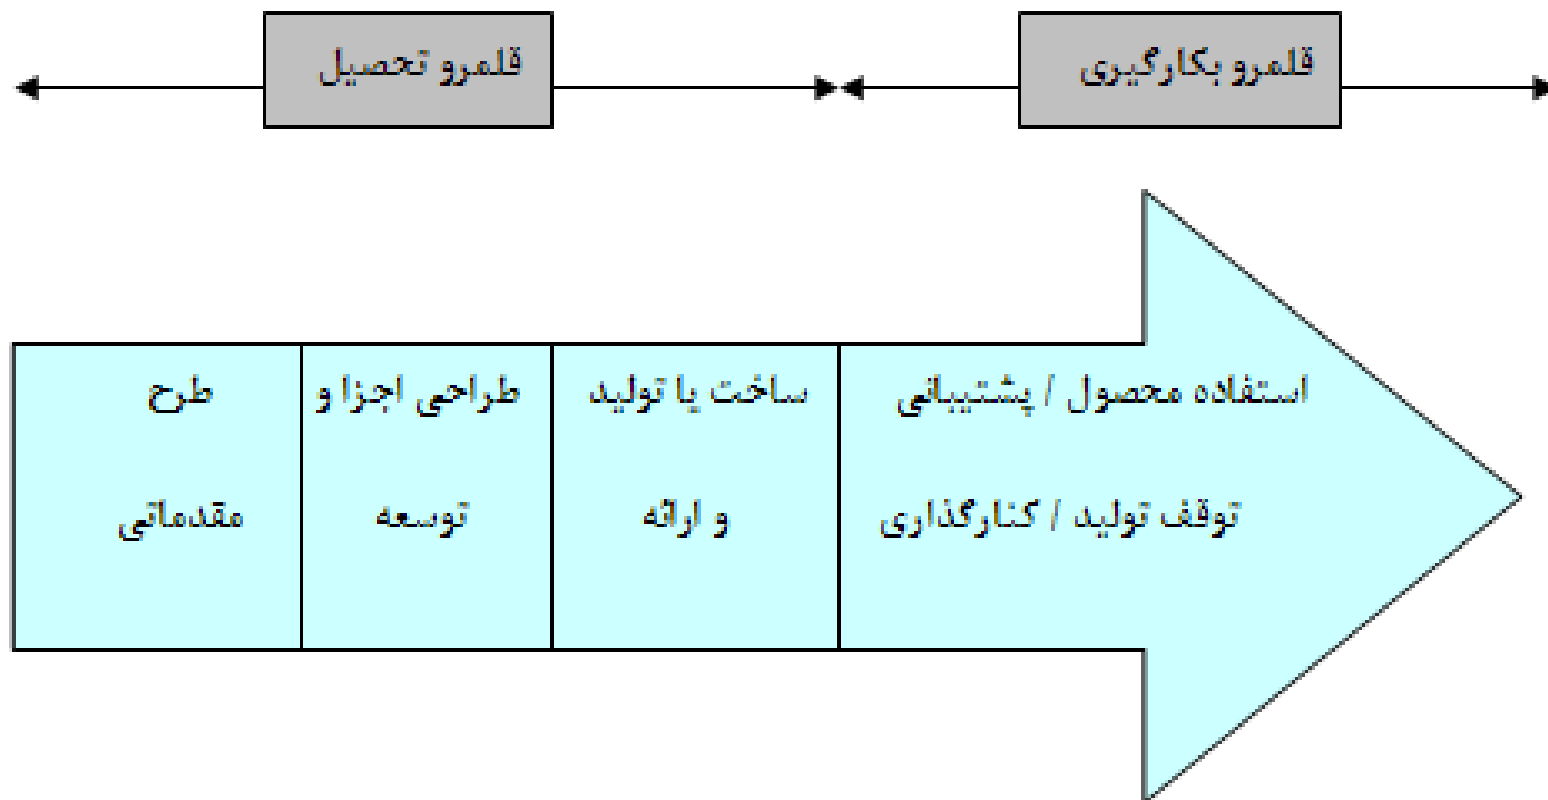 قلمرو تحصیل
قلمرو بکارگیری
طرح
مقدماتی
طراحی اجزا و
توسعه
ساخت یا تولید
و ارائه
استفاده محصول / پشتیبانی
توقف تولید / کنارگذاری